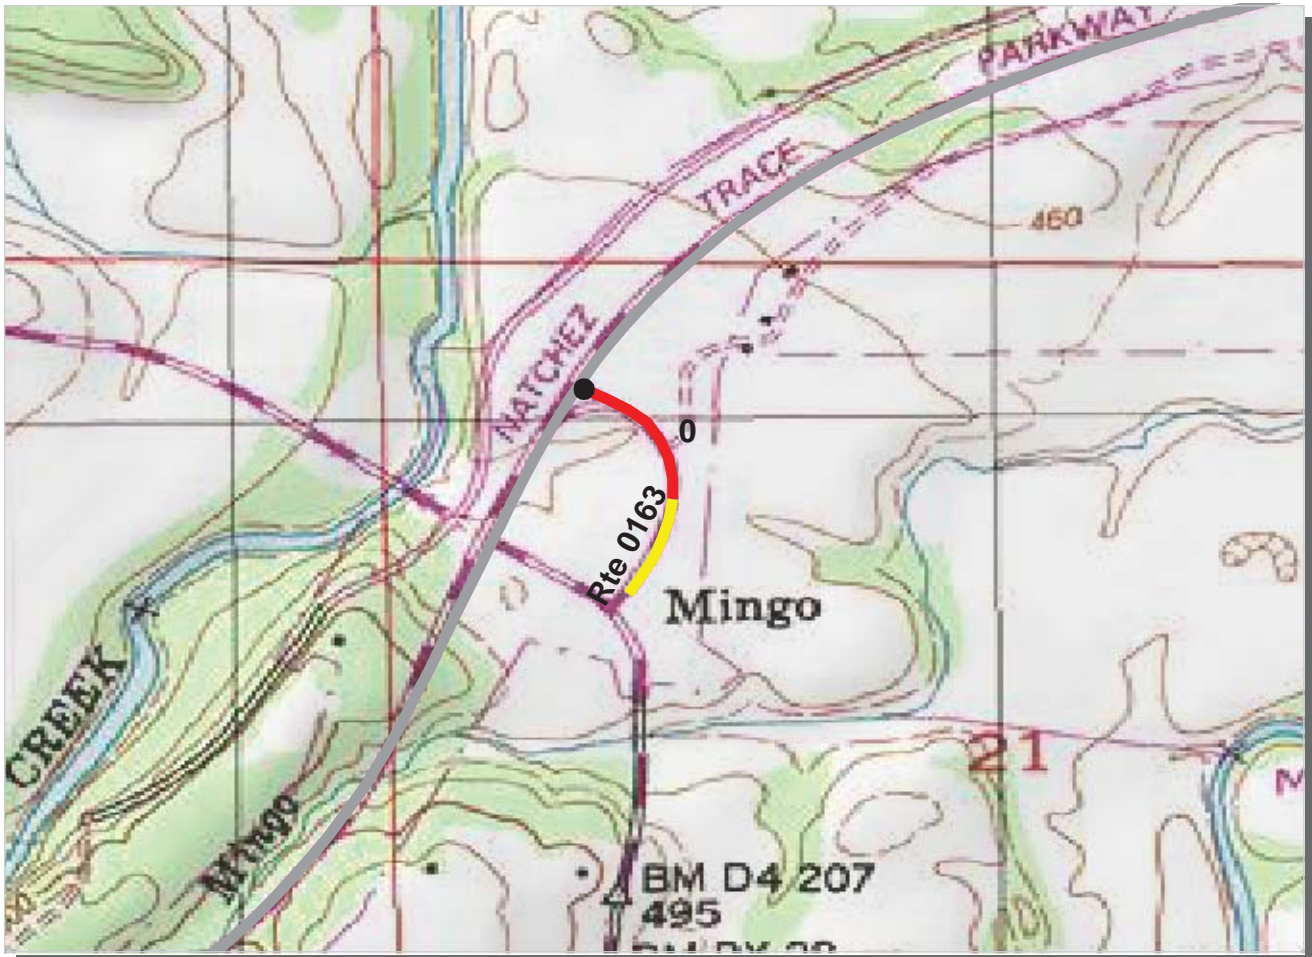 PARKWAY
TRACE
460
NATCHEZ
0
Rte 0163
Mingo
CREEK
21
M
Mingo
BM D4 207
495